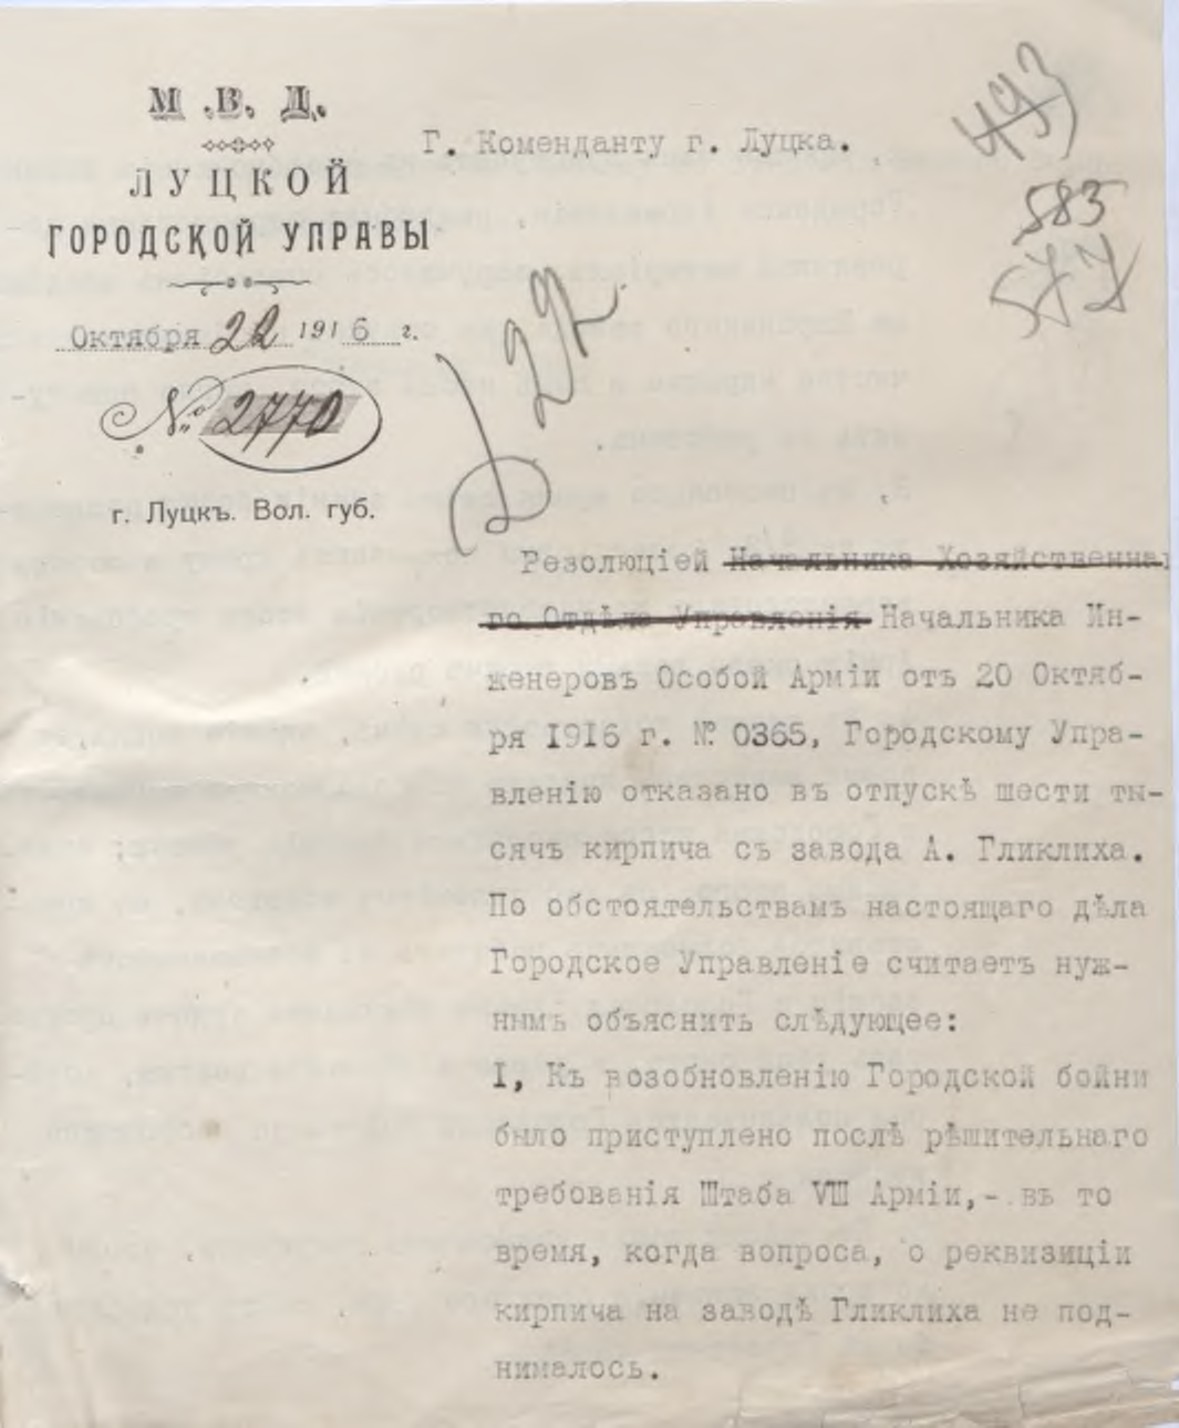 М.В.Д.
ЛУЦКОЙ
ГОРОДСКОЙ УПРАВЫ
Октября 22 1916 г.
№ 2770
г. Луцкъ. Вол. губ.
Г. Коменданту г. Луцка.
493
583
577
Резолюціей Начальника Хозяйственна
го Отдѣла Управленія Начальника Ин-
женеровъ Особой Арміи отъ 20 Октяб-
ря 1916 г. № 0365, Городскому Упра-
вленію отказано въ отпускѣ шести ты-
сячъ кирпича съ завода А. Гликлиха.
По обстоятельствамъ настоящаго дѣла
Городское Управленіе считаетъ нуж-
нымъ объяснить слѣдующее:
I, Къ возобновленію Городской бойни
было приступлено послѣ рѣшительнаго
требованія Штаба VIII Арміи,- въ то
время, когда вопроса, о реквизиціи
кирпича на заводѣ Гликлиха не под-
нималось.